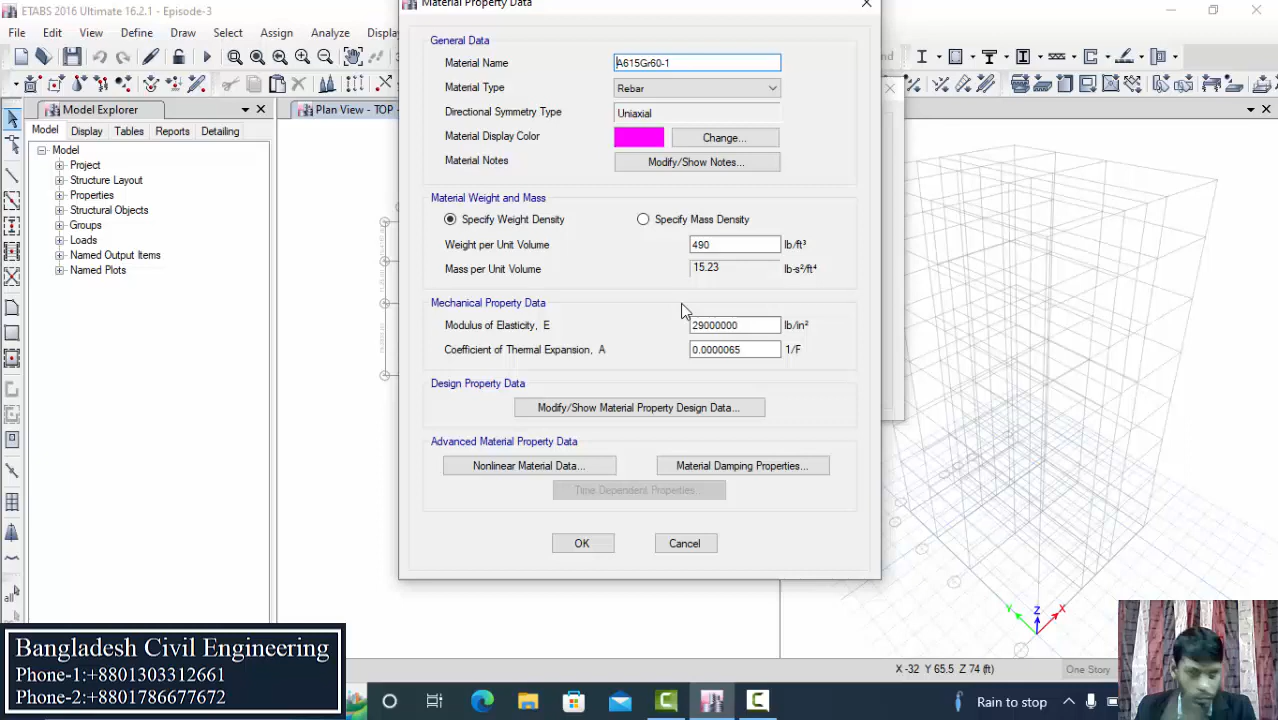 ETABS 2016 Ultimate 16.2.1 - Episode-3
Material Property Data
File Edit View Define Draw Select Assign Analyze Display
Model Explorer
Plan View - TOP
Model Display Tables Reports Detailing
Model
Project
Structure Layout
Properties
Structural Objects
Groups
Loads
Named Output Items
Named Plots
all
General Data
Material Name A615Gr60-1
Material Type Rebar
Directional Symmetry Type Uniaxial
Material Display Color Change...
Material Notes Modify/Show Notes...
Material Weight and Mass
Specify Weight Density Specify Mass Density
Weight per Unit Volume 490 lb/ft³
Mass per Unit Volume 15.23 lb-s²/ft⁴
Mechanical Property Data
Modulus of Elasticity, E 29000000 lb/in²
Coefficient of Thermal Expansion, A 0.0000065 1/F
Design Property Data
Modify/Show Material Property Design Data...
Advanced Material Property Data
Nonlinear Material Data... Material Damping Properties...
Time Dependent Properties...
OK Cancel
Y Z X
X -32 Y 65.5 Z 74 (ft) One Story
Bangladesh Civil Engineering
Phone-1:+8801303312661
Phone-2:+8801786677672
Rain to stop